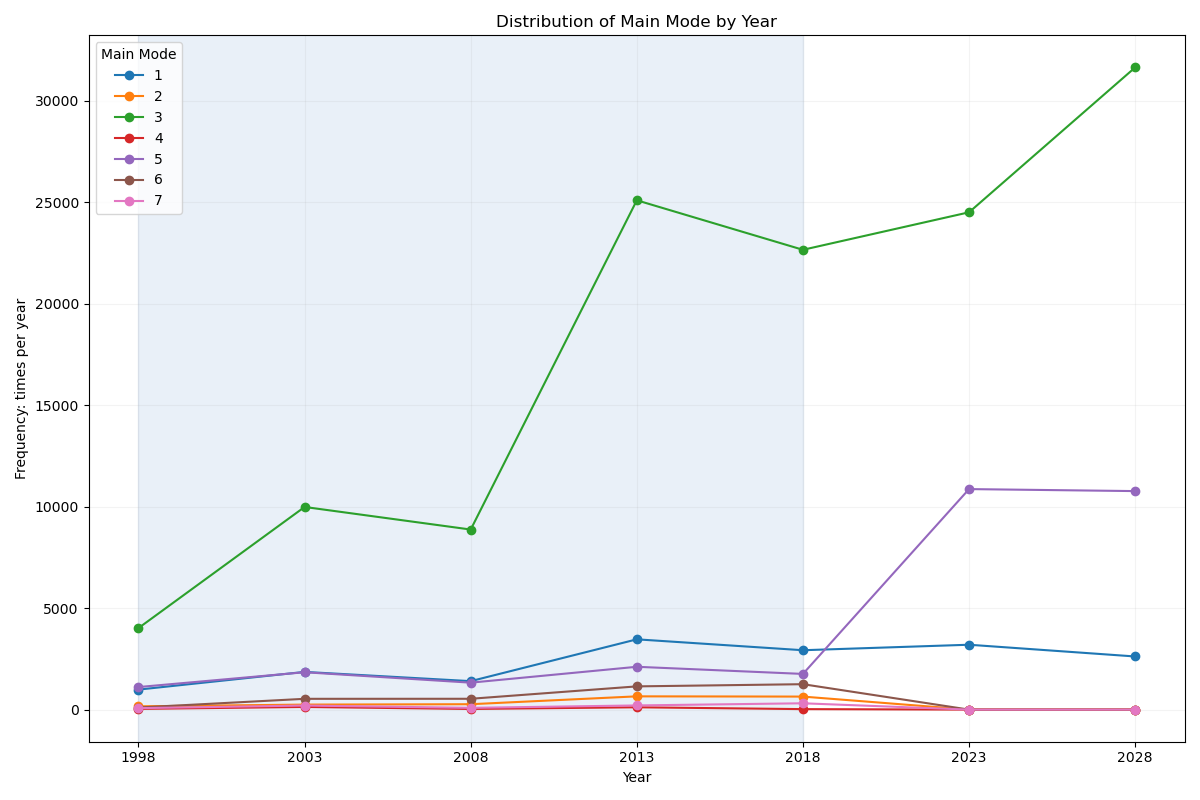 Distribution of Main Mode by Year
Main Mode
1
2
3
4
5
6
7
30000
25000
20000
15000
10000
5000
0
Frequency: times per year
1998 2003 2008 2013 2018 2023 2028
Year